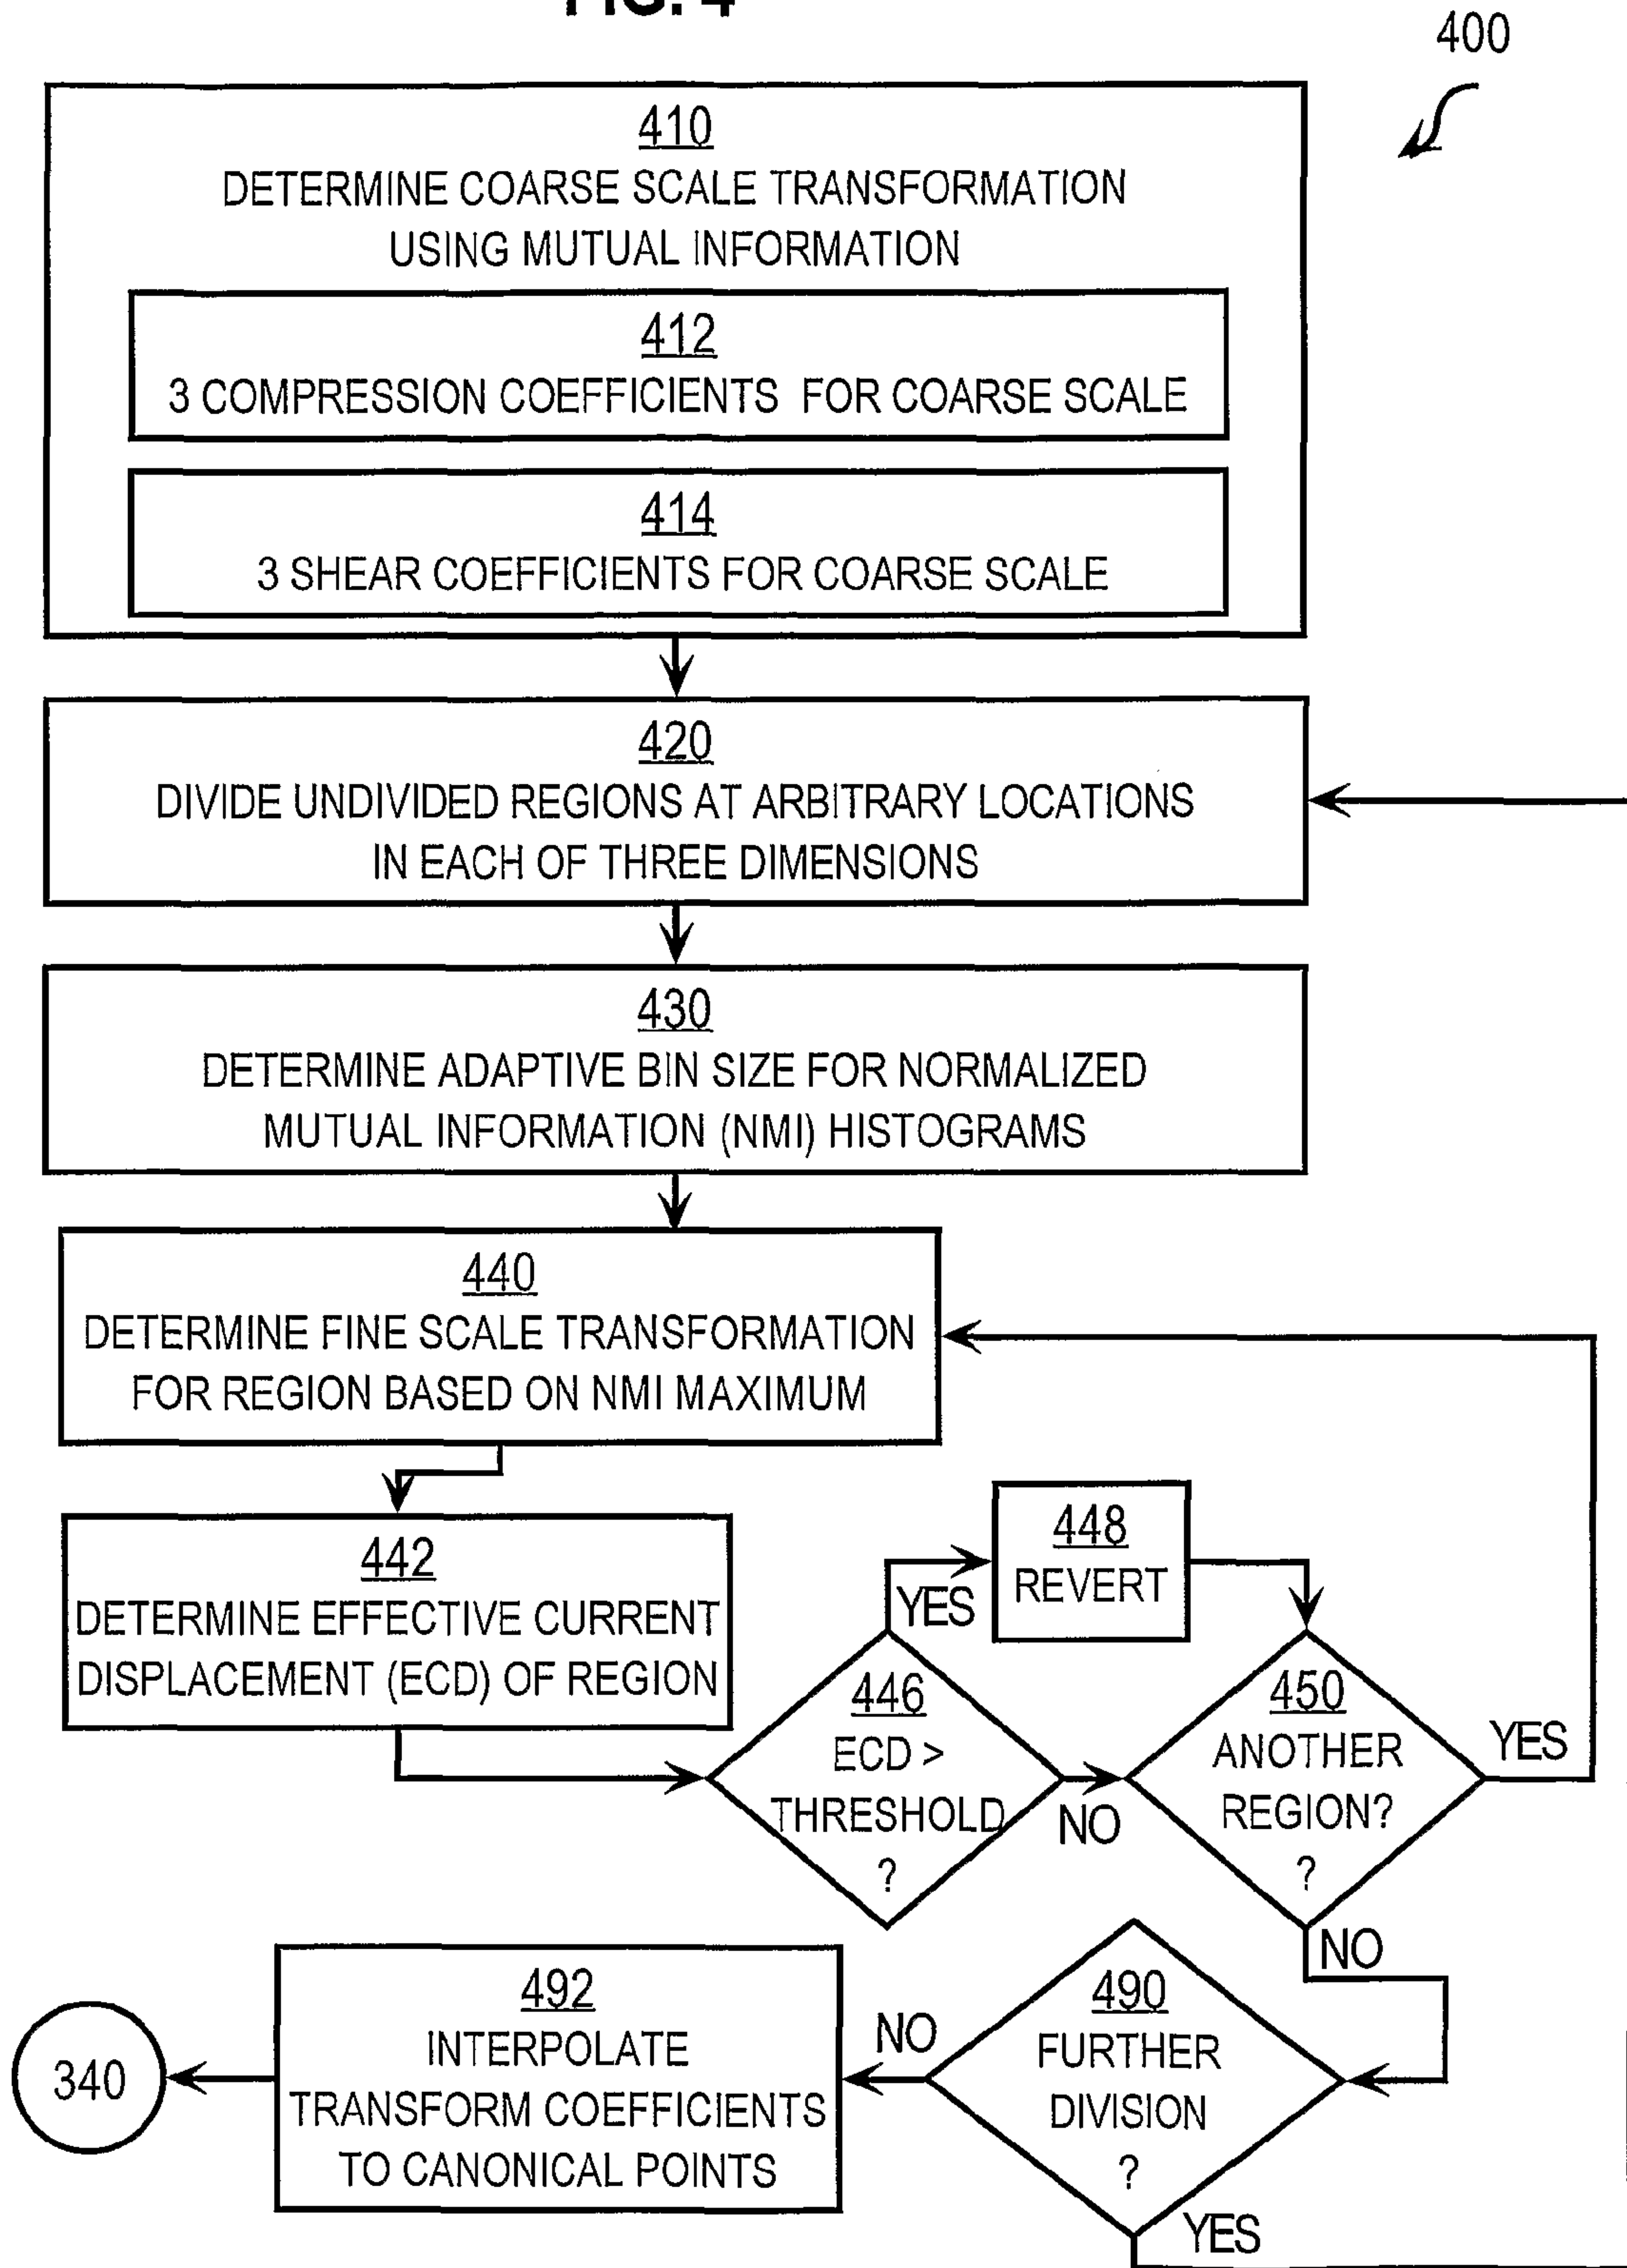 FIG. 4
400
410
DETERMINE COARSE SCALE TRANSFORMATION
USING MUTUAL INFORMATION
412
3 COMPRESSION COEFFICIENTS FOR COARSE SCALE
414
3 SHEAR COEFFICIENTS FOR COARSE SCALE
420
DIVIDE UNDIVIDED REGIONS AT ARBITRARY LOCATIONS
IN EACH OF THREE DIMENSIONS
430
DETERMINE ADAPTIVE BIN SIZE FOR NORMALIZED
MUTUAL INFORMATION (NMI) HISTOGRAMS
440
DETERMINE FINE SCALE TRANSFORMATION
FOR REGION BASED ON NMI MAXIMUM
442
DETERMINE EFFECTIVE CURRENT
DISPLACEMENT (ECD) OF REGION
446
ECD >
THRESHOLD
?
YES
448
REVERT
NO
450
ANOTHER
REGION?
?
YES
NO
490
FURTHER
DIVISION
?
NO
YES
492
INTERPOLATE
TRANSFORM COEFFICIENTS
TO CANONICAL POINTS
340